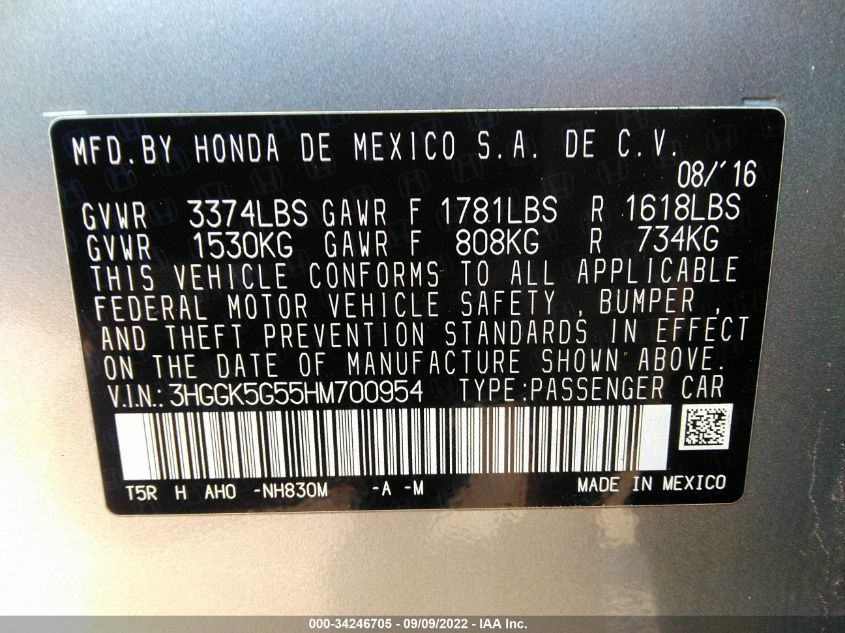 MFD.BY HONDA DE MEXICO S.A. DE C.V.
08/'16
GVWR 3374LBS GAWR F 1781LBS R 1618LBS
GVWR 1530KG GAWR F 808KG R 734KG
THIS VEHICLE CONFORMS TO ALL APPLICABLE
FEDERAL MOTOR VEHICLE SAFETY , BUMPER ,
AND THEFT PREVENTION STANDARDS IN EFFECT
ON THE DATE OF MANUFACTURE SHOWN ABOVE.
V.I.N.: 3HGGK5G55HM700954 TYPE:PASSENGER CAR
T5R H AHO -NH830M -A -M MADE IN MEXICO
000-34246705 - 09/09/2022 - IAA Inc.